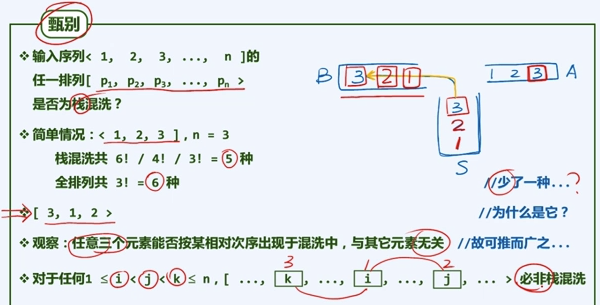 甄别
❖ 输入序列< 1, 2, 3, ..., n ]的
任一排列[ p₁, p₂, p₃, ..., pₙ >
是否为栈混洗？
B 3 2 1
1 2 3 A
3
2
1
S
❖ 简单情况：< 1, 2, 3 ], n = 3
栈混洗共 6! / 4! / 3! = 5 种
全排列共 3! = 6 种
//少了一种...?
❖ [ 3, 1, 2 >
//为什么是它？
❖ 观察：任意三个元素能否按某相对次序出现于混洗中，与其它元素无关 //故可推而广之...
3 1 2
❖ 对于任何1 ≤ i < j < k ≤ n, [ ..., k , ..., i , ..., j , ... > 必非栈混洗